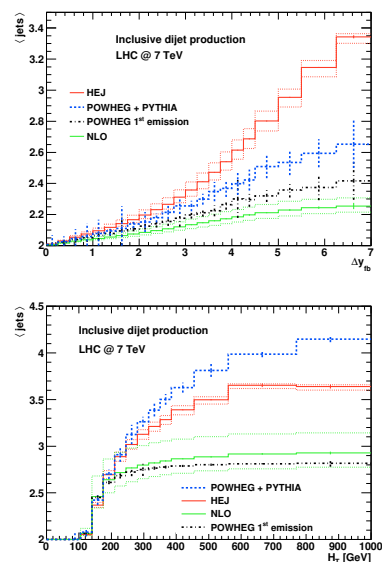 ⟨jets⟩
3.4
3.2
3
2.8
2.6
2.4
2.2
2
Inclusive dijet production
LHC @ 7 TeV
HEJ
POWHEG + PYTHIA
POWHEG 1st emission
NLO
0 1 2 3 4 5 6 7
Δy_fb
⟨jets⟩
4.5
4
3.5
3
2.5
2
Inclusive dijet production
LHC @ 7 TeV
POWHEG + PYTHIA
HEJ
NLO
POWHEG 1st emission
0 100 200 300 400 500 600 700 800 900 1000
H_T [GeV]